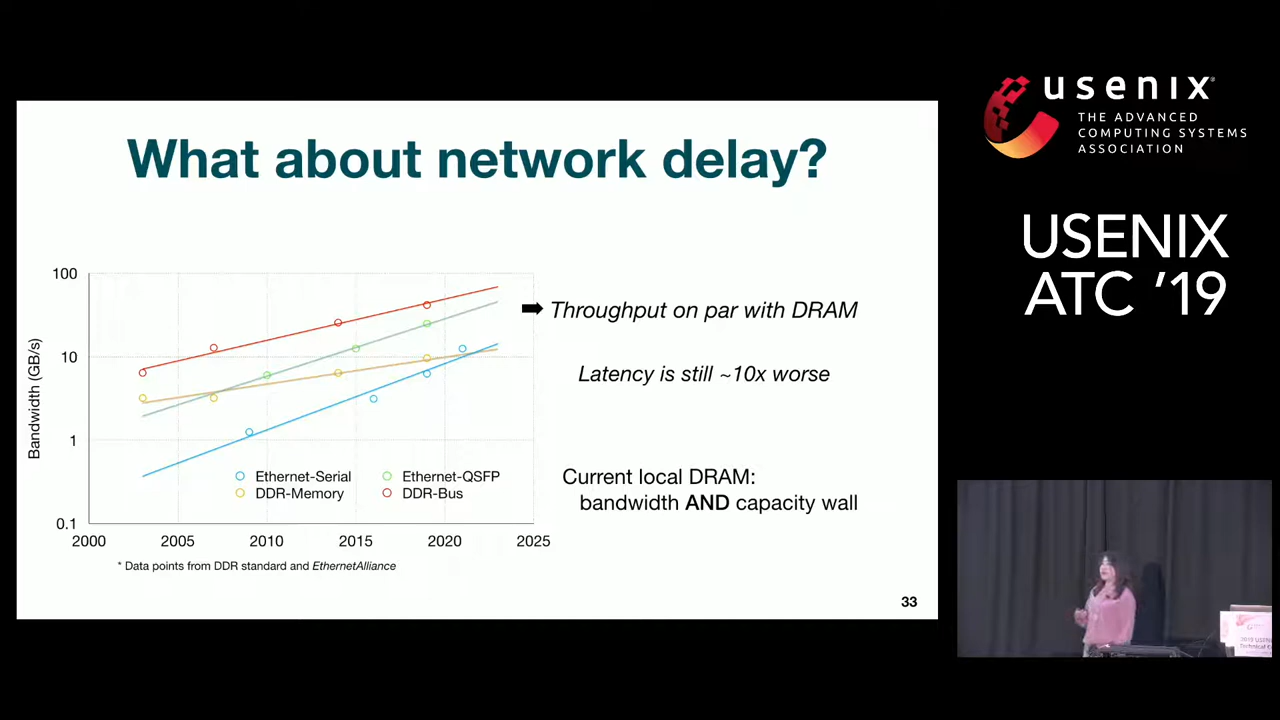 What about network delay?
Bandwidth (GB/s)
100
10
1
0.1
2000 2005 2010 2015 2020 2025
Ethernet-Serial Ethernet-QSFP
DDR-Memory DDR-Bus
* Data points from DDR standard and EthernetAlliance
➡ Throughput on par with DRAM
Latency is still ~10x worse
Current local DRAM:
bandwidth AND capacity wall
33
usenix
THE ADVANCED
COMPUTING SYSTEMS
ASSOCIATION
USENIX
ATC '19